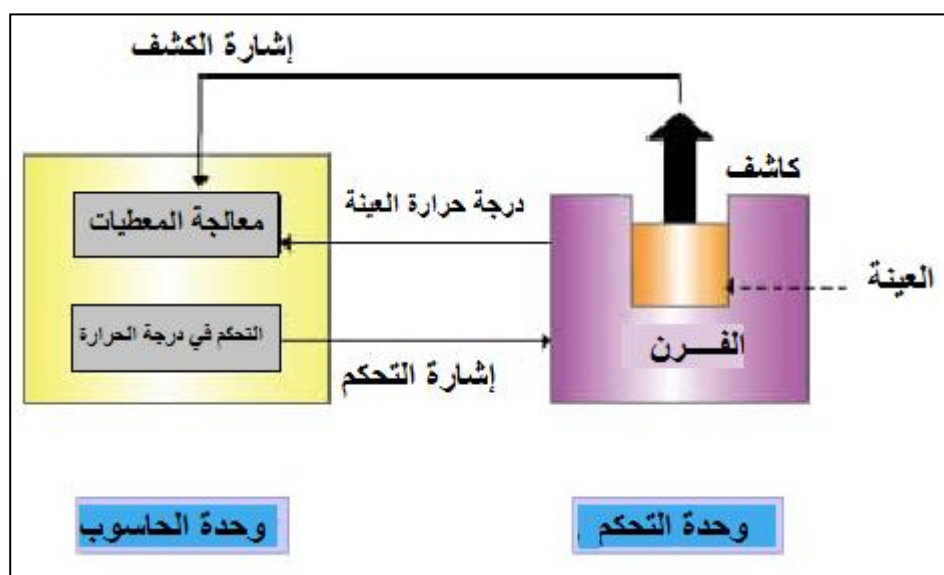 إشارة الكشف
كاشف
درجة حرارة العينة
معالجة المعطيات
العينة
التحكم في درجة الحرارة
الفـــرن
إشارة التحكم
وحدة التحكم
وحدة الحاسوب